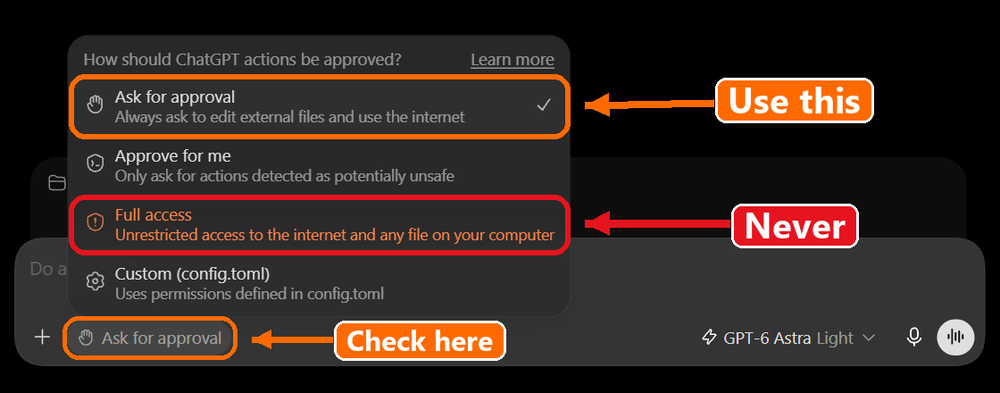 How should ChatGPT actions be approved? Learn more
Ask for approval
Always ask to edit external files and use the internet
Use this
Approve for me
Only ask for actions detected as potentially unsafe
Full access
Unrestricted access to the internet and any file on your computer
Never
Custom (config.toml)
Uses permissions defined in config.toml
Do a
Ask for approval
Check here
GPT-6 Astra Light